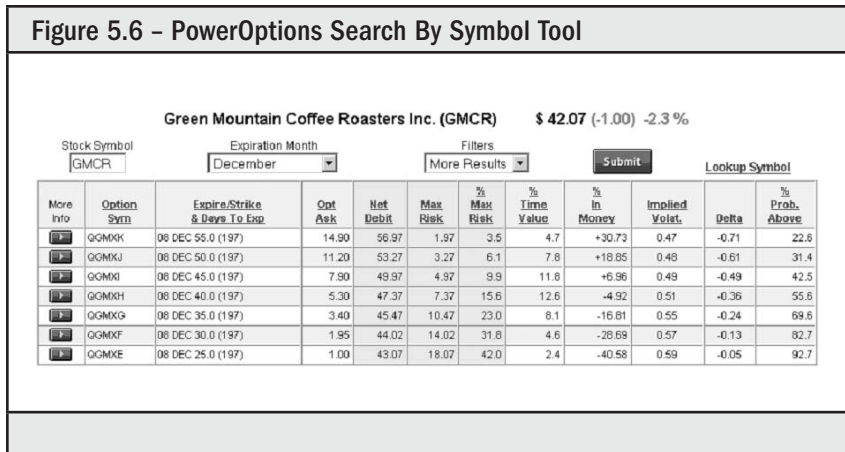 Figure 5.6 – PowerOptions Search By Symbol Tool
Green Mountain Coffee Roasters Inc. (GMCR) $ 42.07 (-1.00) -2.3 %
Stock Symbol Expiration Month Filters
GMCR December More Results Submit Lookup Symbol
More Info Option Sym Expire/Strike & Days To Exp Opt Ask Net Debit Max Risk % Max Risk % Time Value % In Money Implied Volat. Delta % Prob. Above
QGMXK 08 DEC 55.0 (197) 14.90 56.97 1.97 3.5 4.7 +30.73 0.47 -0.71 22.6
QGMXJ 08 DEC 50.0 (197) 11.20 53.27 3.27 6.1 7.8 +18.85 0.48 -0.61 31.4
QGMXI 08 DEC 45.0 (197) 7.90 49.97 4.97 9.9 11.8 +6.96 0.49 -0.49 42.5
QGMXH 08 DEC 40.0 (197) 5.30 47.37 7.37 15.6 12.6 -4.92 0.51 -0.36 55.6
QGMXG 08 DEC 35.0 (197) 3.40 45.47 10.47 23.0 8.1 -16.81 0.55 -0.24 69.6
QGMXF 08 DEC 30.0 (197) 1.95 44.02 14.02 31.8 4.6 -28.69 0.57 -0.13 82.7
QGMXE 08 DEC 25.0 (197) 1.00 43.07 18.07 42.0 2.4 -40.58 0.59 -0.05 92.7